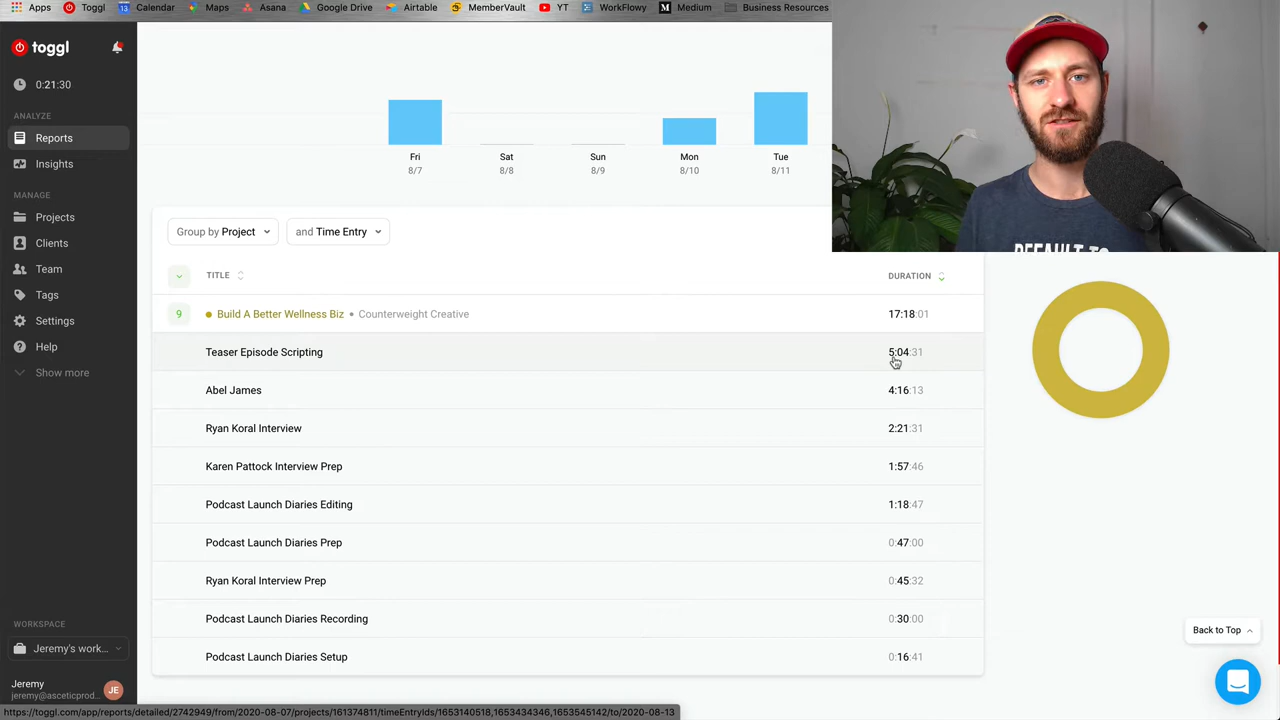 Apps Toggl 13 Calendar Maps Asana Google Drive Airtable MemberVault YT WorkFlowy Medium Business Resources
toggl
0:21:30
ANALYZE
Reports
Insights
MANAGE
Projects
Clients
Team
Tags
Settings
Help
Show more
WORKSPACE
Jeremy's work...
Jeremy
jeremy@asceticprod...
JE
Fri Sat Sun Mon Tue
8/7 8/8 8/9 8/10 8/11
DEFAULT TO
Group by Project and Time Entry
TITLE DURATION
9 Build A Better Wellness Biz • Counterweight Creative 17:18:01
Teaser Episode Scripting 5:04:31
Abel James 4:16:13
Ryan Koral Interview 2:21:31
Karen Pattock Interview Prep 1:57:46
Podcast Launch Diaries Editing 1:18:47
Podcast Launch Diaries Prep 0:47:00
Ryan Koral Interview Prep 0:45:32
Podcast Launch Diaries Recording 0:30:00
Podcast Launch Diaries Setup 0:16:41
Back to Top
https://toggl.com/app/reports/detailed/2742949/from/2020-08-07/projects/161374811/timeEntryIds/1653140518,1653434346,1653545142/to/2020-08-13